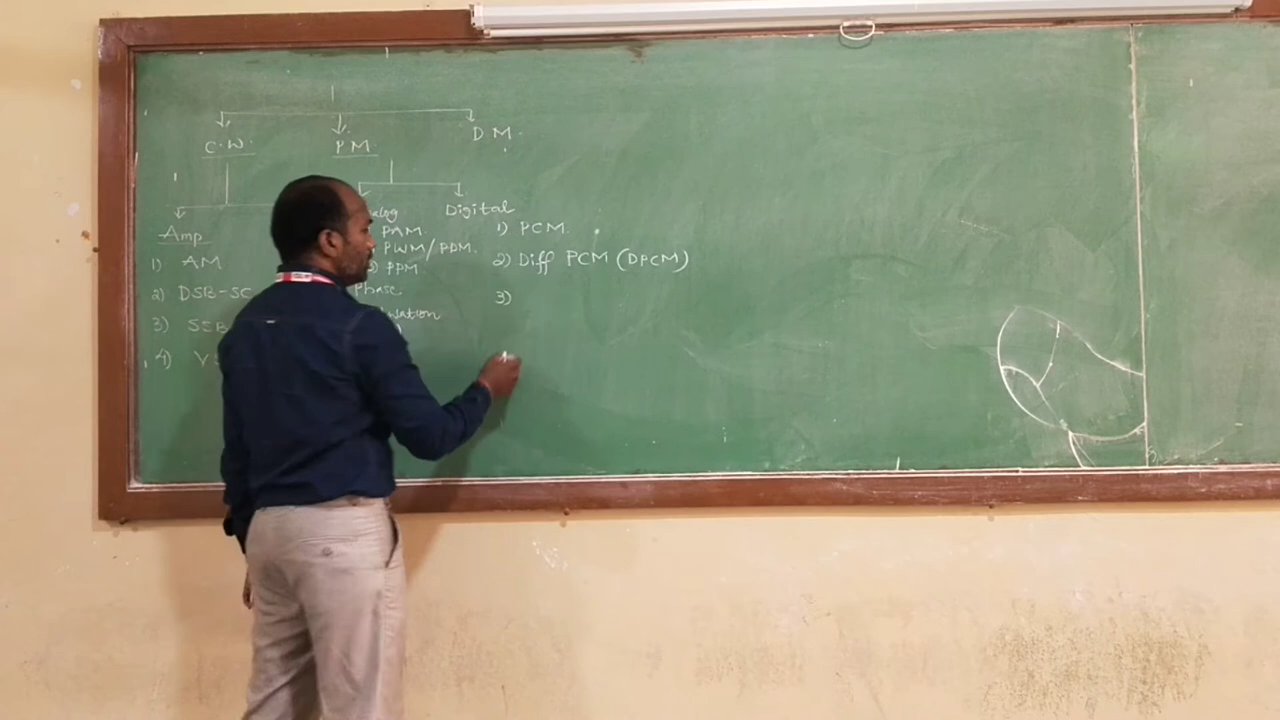 C.W.
PM.
DM.
Amp
1) AM
2) DSB-SC
3) SSB
4)
Digital
PAM.
PWM/PDM.
PPM
Phase
1) PCM.
2) Diff PCM (DPCM)
3)